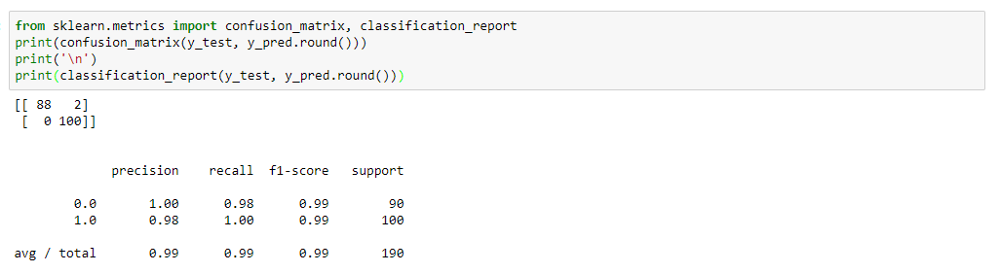 from sklearn.metrics import confusion_matrix, classification_report
print(confusion_matrix(y_test, y_pred.round()))
print('\n')
print(classification_report(y_test, y_pred.round()))
[[ 88   2]
 [  0 100]]
             precision    recall  f1-score   support
        0.0       1.00      0.98      0.99        90
        1.0       0.98      1.00      0.99       100
avg / total       0.99      0.99      0.99       190